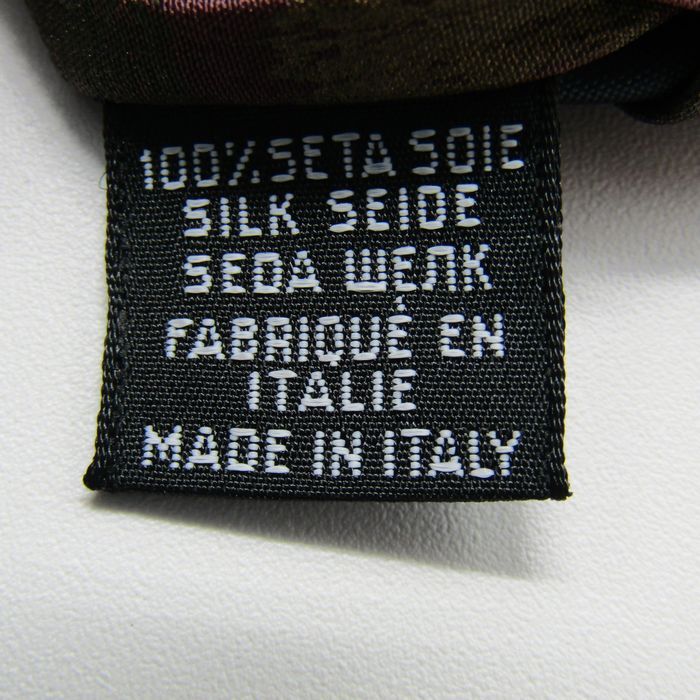 100% SETA SOIE
SILK SEIDE
SEDA ШЕЛК
FABRIQUÉ EN
ITALIE
MADE IN ITALY